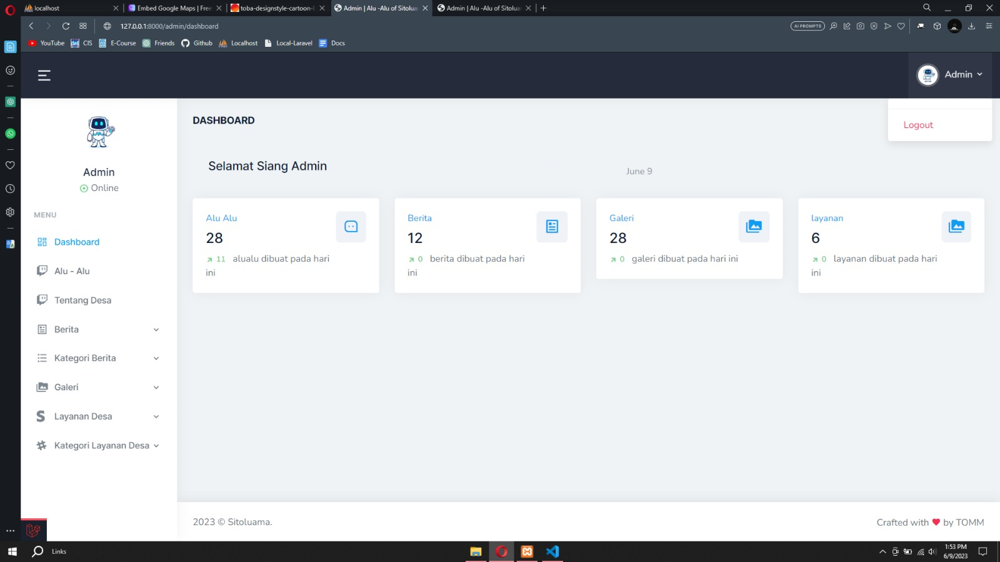 localhost
Embed Google Maps | Free
toba-designstyle-cartoon-l
Admin | Alu -Alu of Sitolua
Admin | Alu -Alu of Sitolua
127.0.0.1:8000/admin/dashboard
AI PROMPTS
YouTube
del CIS
E-Course
Friends
Github
Localhost
Local-Laravel
Docs
Admin
Logout
Admin
Online
MENU
Dashboard
Alu - Alu
Tentang Desa
Berita
Kategori Berita
Galeri
S Layanan Desa
Kategori Layanan Desa
DASHBOARD
Selamat Siang Admin
June 9
Alu Alu
28
11 alualu dibuat pada hari
ini
Berita
12
0 berita dibuat pada hari
ini
Galeri
28
0 galeri dibuat pada hari ini
layanan
6
0 layanan dibuat pada hari
ini
2023 © Sitoluama.
Crafted with ❤ by TOMM
Links
1:53 PM
6/9/2023